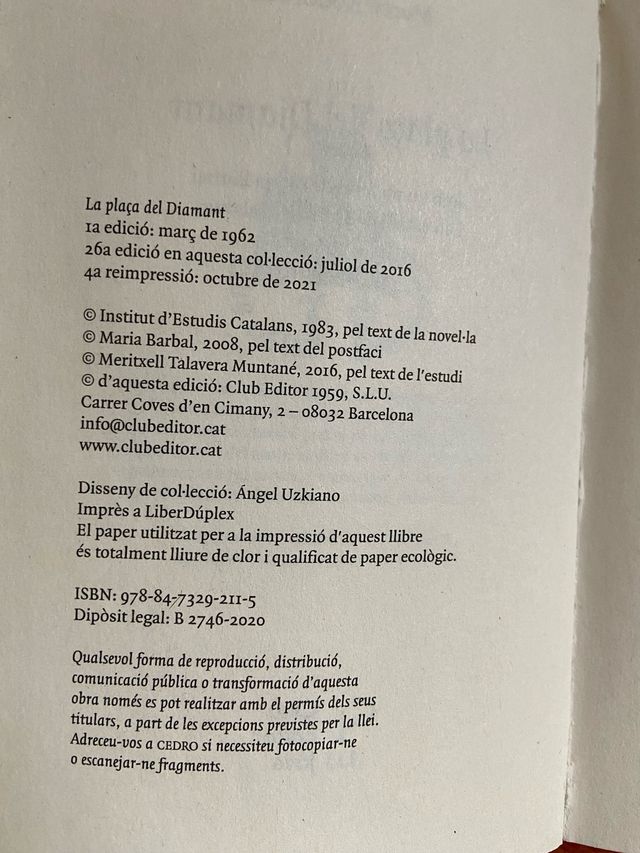 La plaça del Diamant
1a edició: març de 1962
26a edició en aquesta col·lecció: juliol de 2016
4a reimpressió: octubre de 2021
© Institut d'Estudis Catalans, 1983, pel text de la novel·la
© Maria Barbal, 2008, pel text del postfaci
© Meritxell Talavera Muntané, 2016, pel text de l'estudi
© d'aquesta edició: Club Editor 1959, S.L.U.
Carrer Coves d'en Cimany, 2 – 08032 Barcelona
info@clubeditor.cat
www.clubeditor.cat
Disseny de col·lecció: Ángel Uzkiano
Imprès a LiberDúplex
El paper utilitzat per a la impressió d'aquest llibre
és totalment lliure de clor i qualificat de paper ecològic.
ISBN: 978-84-7329-211-5
Dipòsit legal: B 2746-2020
Qualsevol forma de reproducció, distribució,
comunicació pública o transformació d'aquesta
obra només es pot realitzar amb el permís dels seus
titulars, a part de les excepcions previstes per la llei.
Adreceu-vos a CEDRO si necessiteu fotocopiar-ne
o escanejar-ne fragments.